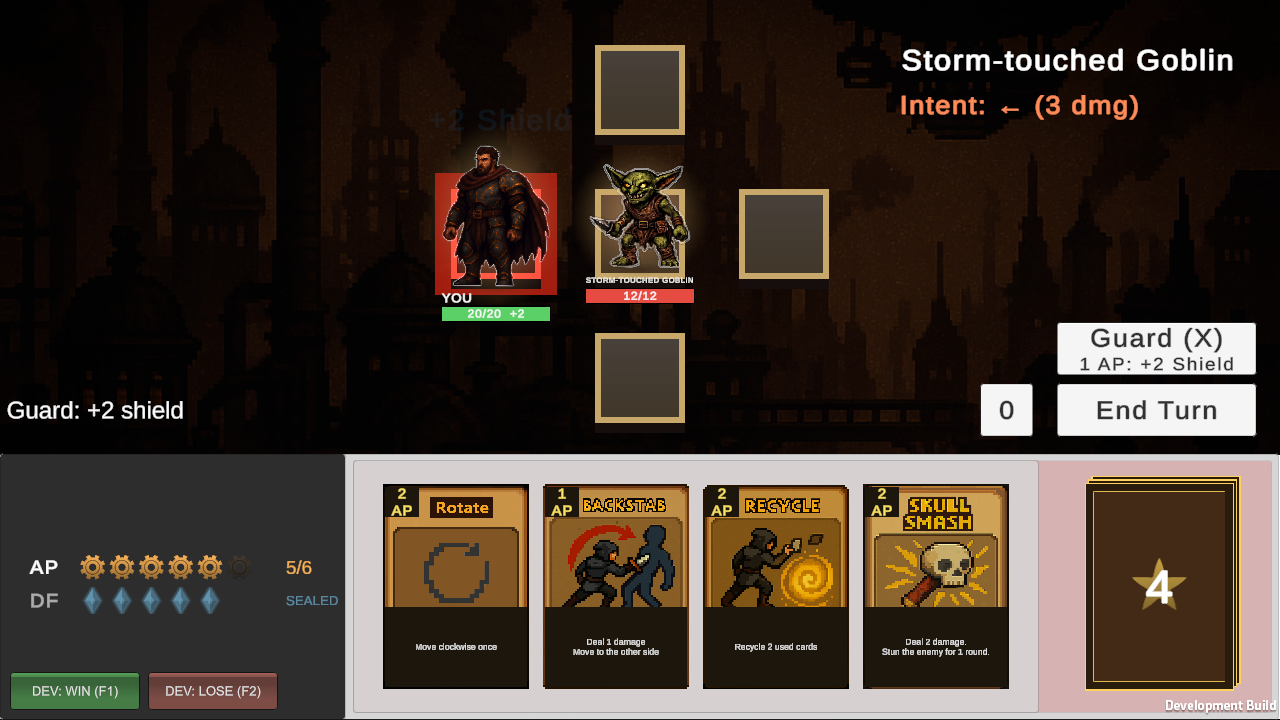 Storm-touched Goblin
Intent: ← (3 dmg)
+2 Shield
STORM-TOUCHED GOBLIN
12/12
YOU
20/20 +2
Guard (X)
1 AP: +2 Shield
0
End Turn
Guard: +2 shield
AP
5/6
DF
SEALED
DEV: WIN (F1)
DEV: LOSE (F2)
2
AP
Rotate
Move clockwise once
1
AP
BACKSTAB
Deal 1 damage
Move to the other side
2
AP
RECYCLE
Recycle 2 used cards
2
AP
SKULL
SMASH
Deal 2 damage.
Stun the enemy for 1 round.
4
Development Build